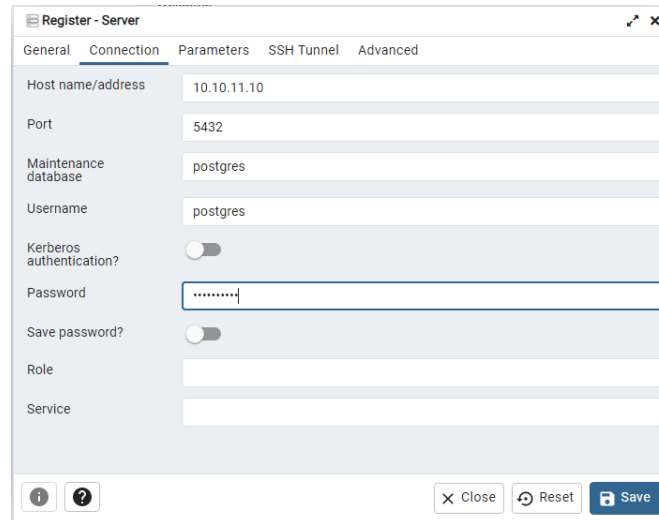 Register - Server
General Connection Parameters SSH Tunnel Advanced
Host name/address 10.10.11.10
Port 5432
Maintenance
database postgres
Username postgres
Kerberos
authentication?
Password ••••••••••
Save password?
Role
Service
Close Reset Save